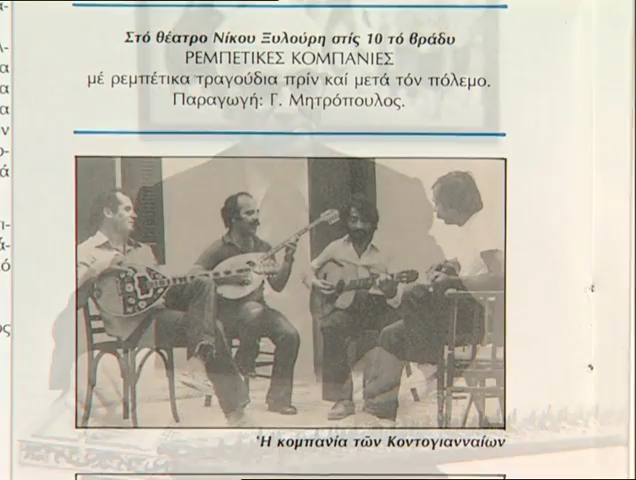 Στό θέατρο Νίκου Ξυλούρη στίς 10 τό βράδυ
ΡΕΜΠΕΤΙΚΕΣ ΚΟΜΠΑΝΙΕΣ
μέ ρεμπέτικα τραγούδια πρίν καί μετά τόν πόλεμο.
Παραγωγή: Γ. Μητρόπουλος.
Ἡ κομπανία τῶν Κοντογιανναίων